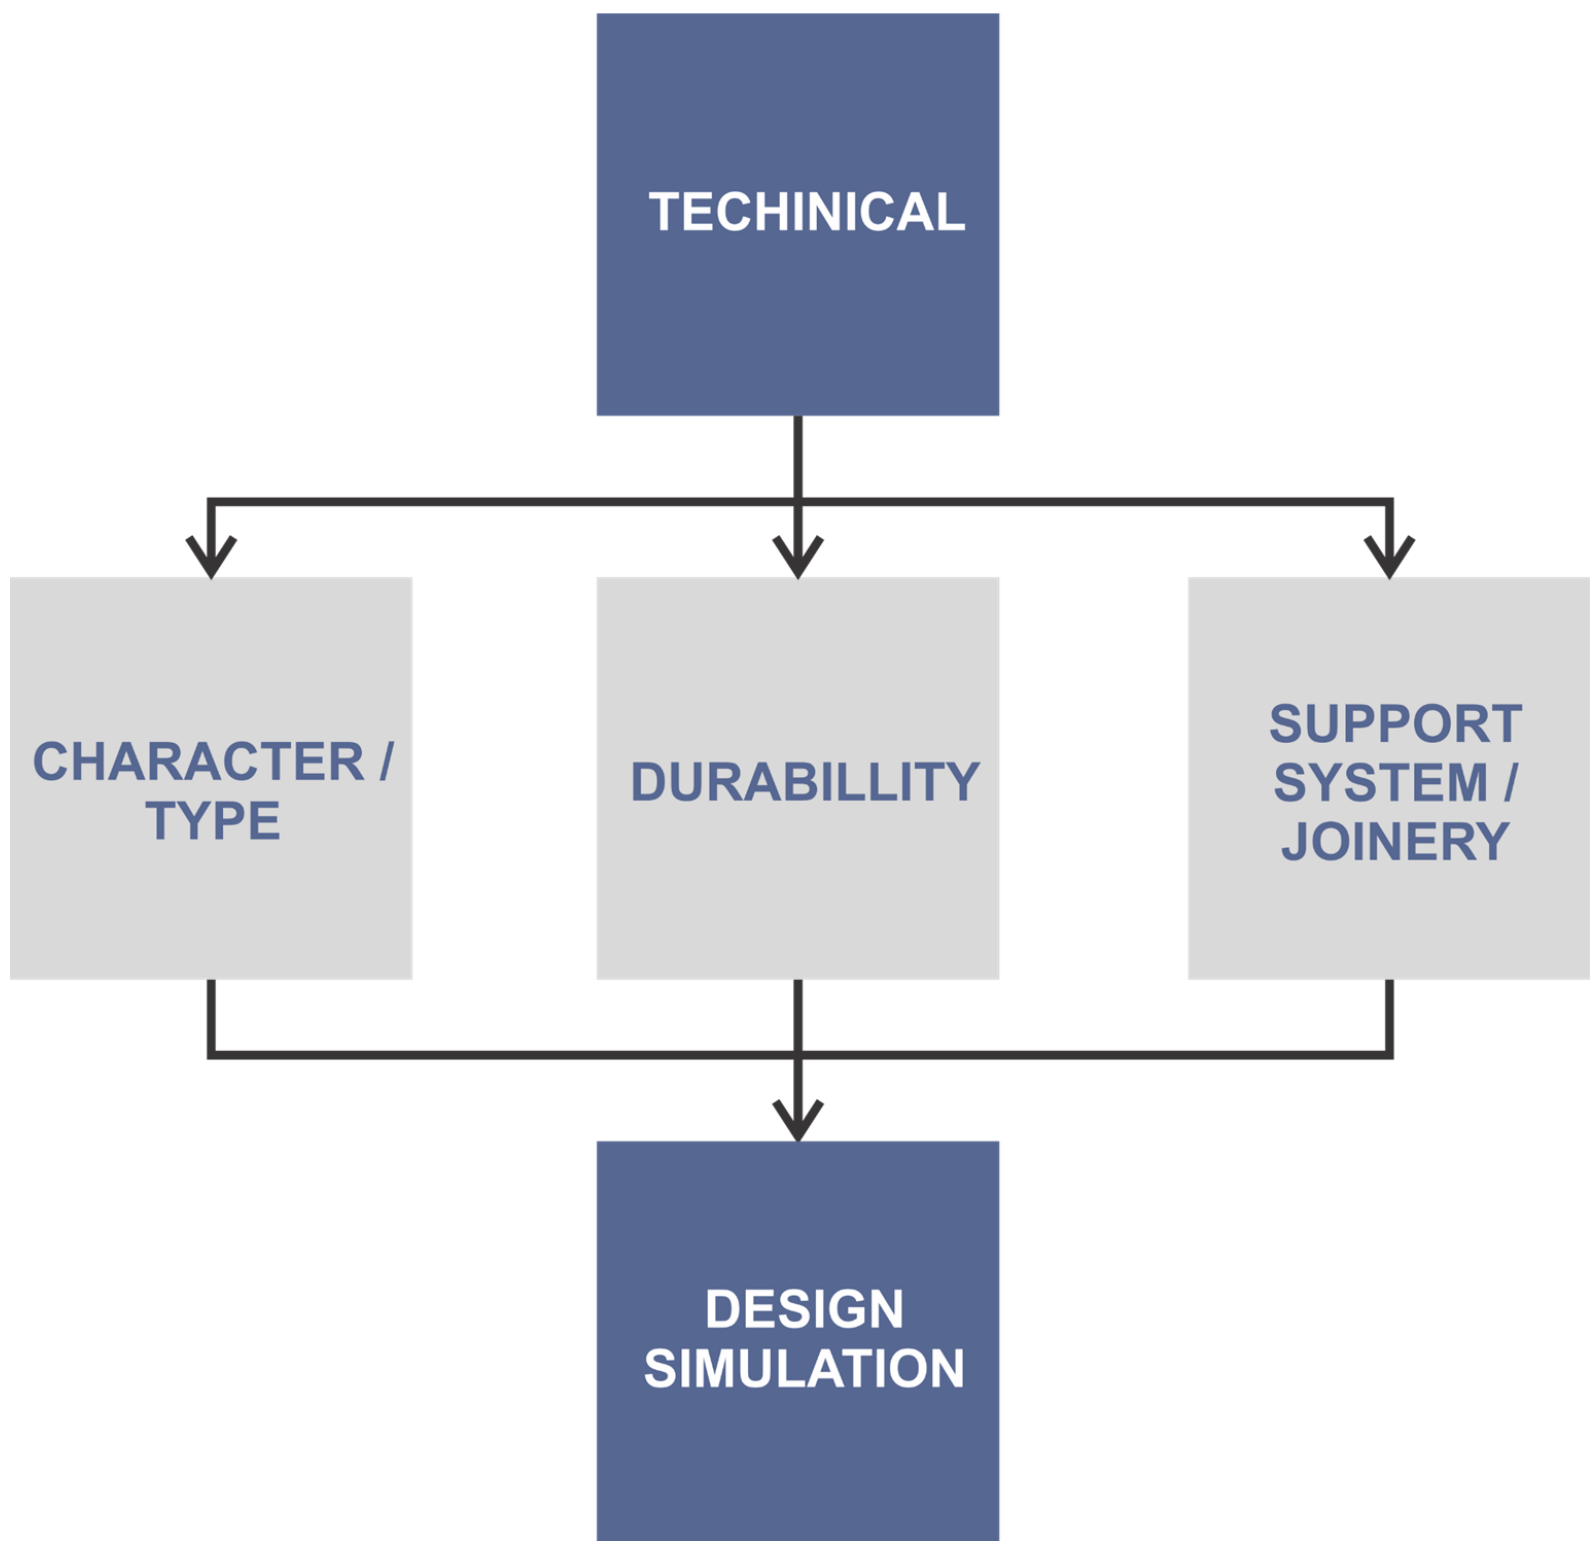 TECHINICAL
CHARACTER /
TYPE
DURABILLITY
SUPPORT
SYSTEM /
JOINERY
DESIGN
SIMULATION